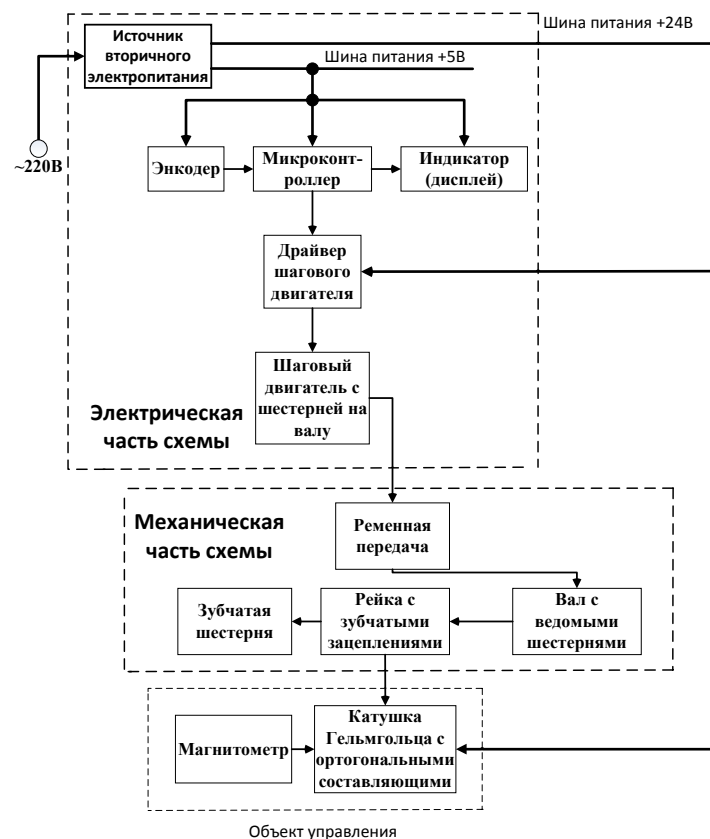 Шина питания +24В
Источник
вторичного
электропитания
Шина питания +5В
~220В
Энкодер
Микроконт-
роллер
Индикатор
(дисплей)
Драйвер
шагового
двигателя
Шаговый
двигатель с
шестерней на
валу
Электрическая
часть схемы
Механическая
часть схемы
Ременная
передача
Зубчатая
шестерня
Рейка с
зубчатыми
зацеплениями
Вал с
ведомыми
шестернями
Магнитометр
Катушка
Гельмгольца с
ортогональными
составляющими
Объект управления